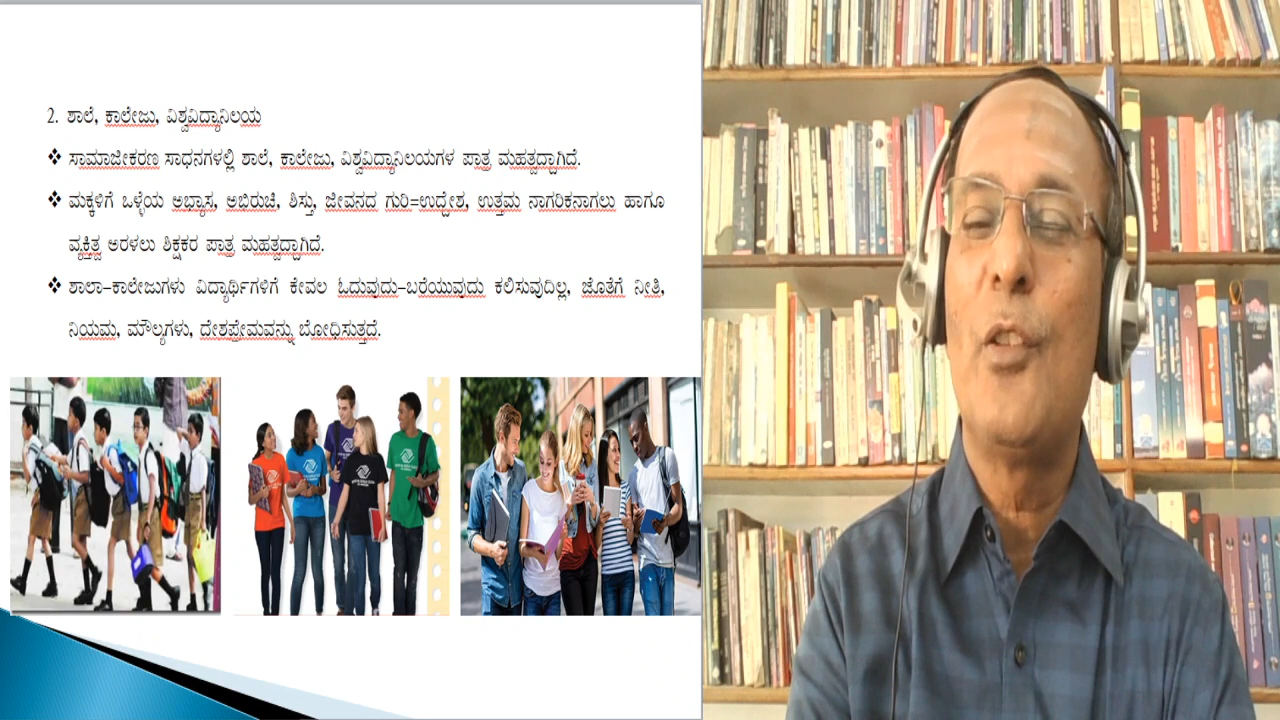 2. ಶಾಲೆ, ಕಾಲೇಜು, ವಿಶ್ವವಿದ್ಯಾನಿಲಯ
❖ ಸಾಮಾಜೀಕರಣ ಸಾಧನಗಳಲ್ಲಿ ಶಾಲೆ, ಕಾಲೇಜು, ವಿಶ್ವವಿದ್ಯಾನಿಲಯಗಳ ಪಾತ್ರ ಮಹತ್ವದ್ದಾಗಿದೆ.
❖ ಮಕ್ಕಳಿಗೆ ಒಳ್ಳೆಯ ಅಭ್ಯಾಸ, ಅಬಿರುಚಿ, ಶಿಸ್ತು, ಜೀವನದ ಗುರಿ=ಉದ್ದೇಶ, ಉತ್ತಮ ನಾಗರಿಕನಾಗಲು ಹಾಗೂ
ವ್ಯಕ್ತಿತ್ವ ಅರಳಲು ಶಿಕ್ಷಕರ ಪಾತ್ರ ಮಹತ್ವದ್ದಾಗಿದೆ.
❖ ಶಾಲಾ–ಕಾಲೇಜುಗಳು ವಿದ್ಯಾರ್ಥಿಗಳಿಗೆ ಕೇವಲ ಓದುವುದು–ಬರೆಯುವುದು ಕಲಿಸುವುದಿಲ್ಲ, ಜೊತೆಗೆ ನೀತಿ,
ನಿಯಮ, ಮೌಲ್ಯಗಳು, ದೇಶಪ್ರೇಮವನ್ನು ಬೋಧಿಸುತ್ತದೆ.